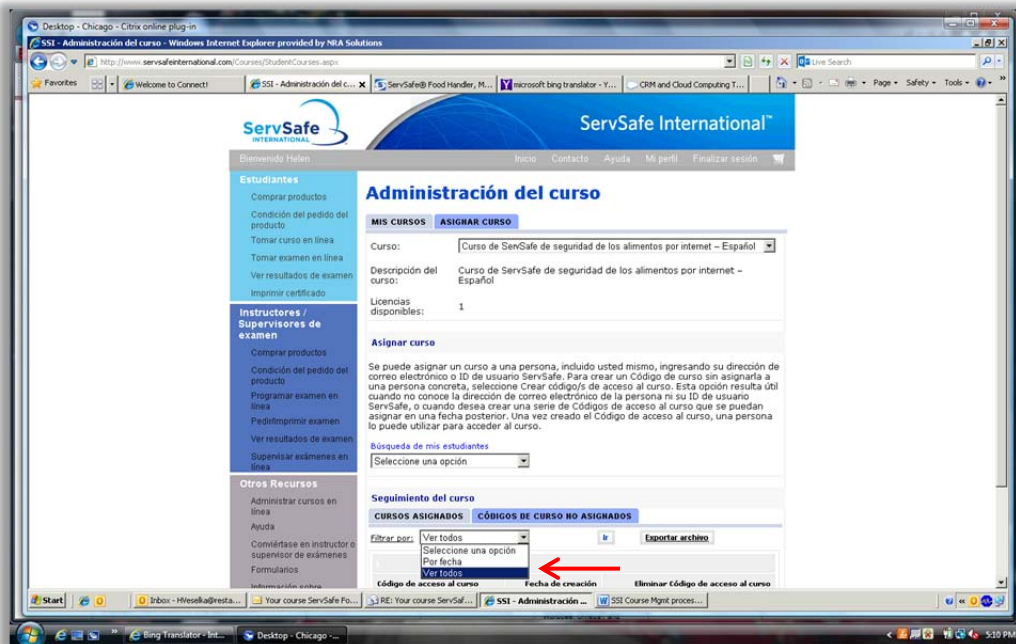 Desktop - Chicago - Citrix online plug-in
SSI - Administración del curso - Windows Internet Explorer provided by NRA Solutions
http://www.servsafeinternational.com/Courses/StudentCourses.aspx
Live Search
Favorites
Welcome to Connect!
SSI - Administración del c...
ServSafe® Food Handler, M...
microsoft bing translator - Y...
CRM and Cloud Computing T...
Page
Safety
Tools
ServSafe
INTERNATIONAL
ServSafe International™
Bienvenido Helen
Inicio Contacto Ayuda Mi perfil Finalizar sesión
Estudiantes
Comprar productos
Condición del pedido del
producto
Tomar curso en línea
Tomar examen en línea
Ver resultados de examen
Imprimir certificado
Instructores /
Supervisores de
examen
Comprar productos
Condición del pedido del
producto
Programar examen en
línea
Pedir/imprimir examen
Ver resultados de examen
Supervisar exámenes en
línea
Otros Recursos
Administrar cursos en
línea
Ayuda
Conviértase en instructor o
supervisor de exámenes
Formularios
Información sobre
Administración del curso
MIS CURSOS ASIGNAR CURSO
Curso: Curso de ServSafe de seguridad de los alimentos por internet – Español
Descripción del
curso:
Curso de ServSafe de seguridad de los alimentos por internet –
Español
Licencias
disponibles:
1
Asignar curso
Se puede asignar un curso a una persona, incluido usted mismo, ingresando su dirección de
correo electrónico o ID de usuario ServSafe. Para crear un Código de curso sin asignarla a
una persona concreta, seleccione Crear código/s de acceso al curso. Esta opción resulta útil
cuando no conoce la dirección de correo electrónico de la persona ni su ID de usuario
ServSafe, o cuando desea crear una serie de Códigos de acceso al curso que se puedan
asignar en una fecha posterior. Una vez creado el Código de acceso al curso, una persona
lo puede utilizar para acceder al curso.
Búsqueda de mis estudiantes
Seleccione una opción
Seguimiento del curso
CURSOS ASIGNADOS CÓDIGOS DE CURSO NO ASIGNADOS
Filtrar por: Ver todos Ir Exportar archivo
Seleccione una opción
Por fecha
Ver todos
Código de acceso al curso Fecha de creación Eliminar Código de acceso al curso
Start
Inbox - HVeselka@resta...
Your course ServSafe Fo...
RE: Your course ServSaf...
SSI - Administración ...
SSI Course Mgmt proces...
Bing Translator - Int...
Desktop - Chicago -...
5:10 PM